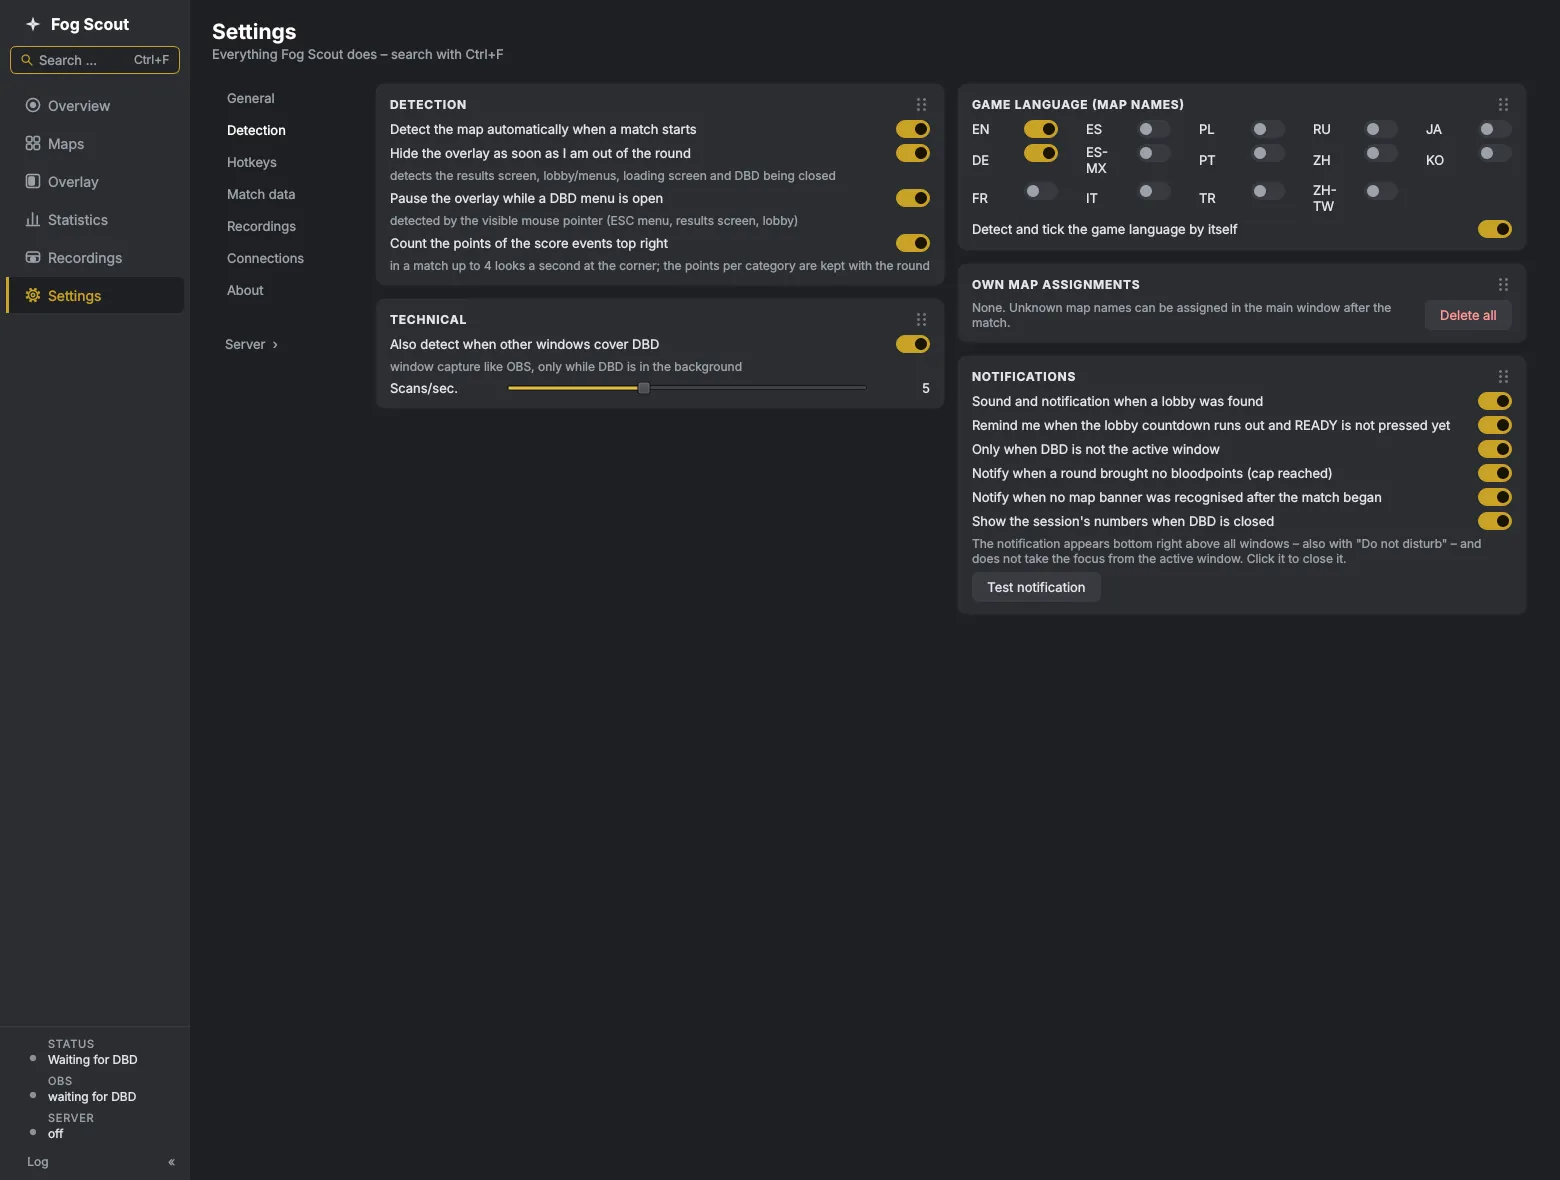 Fog Scout
Search ... Ctrl+F
Overview
Maps
Overlay
Statistics
Recordings
Settings
STATUS
Waiting for DBD
OBS
waiting for DBD
SERVER
off
Log «
Settings
Everything Fog Scout does – search with Ctrl+F
General
Detection
Hotkeys
Match data
Recordings
Connections
About
Server ›
DETECTION
Detect the map automatically when a match starts
Hide the overlay as soon as I am out of the round
detects the results screen, lobby/menus, loading screen and DBD being closed
Pause the overlay while a DBD menu is open
detected by the visible mouse pointer (ESC menu, results screen, lobby)
Count the points of the score events top right
in a match up to 4 looks a second at the corner; the points per category are kept with the round
TECHNICAL
Also detect when other windows cover DBD
window capture like OBS, only while DBD is in the background
Scans/sec. 5
GAME LANGUAGE (MAP NAMES)
EN ES PL RU JA
DE ES-MX PT ZH KO
FR IT TR ZH-TW
Detect and tick the game language by itself
OWN MAP ASSIGNMENTS
None. Unknown map names can be assigned in the main window after the
match.
Delete all
NOTIFICATIONS
Sound and notification when a lobby was found
Remind me when the lobby countdown runs out and READY is not pressed yet
Only when DBD is not the active window
Notify when a round brought no bloodpoints (cap reached)
Notify when no map banner was recognised after the match began
Show the session's numbers when DBD is closed
The notification appears bottom right above all windows – also with "Do not disturb" – and
does not take the focus from the active window. Click it to close it.
Test notification